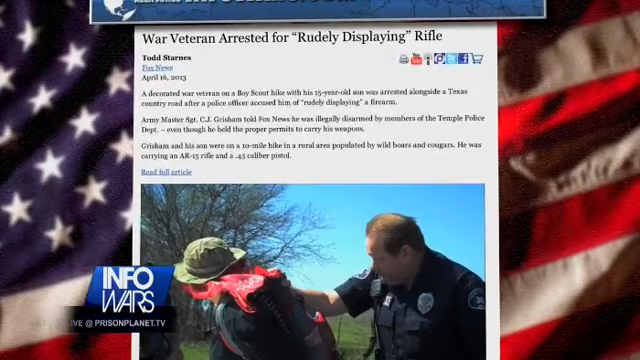 War Veteran Arrested for “Rudely Displaying” Rifle
Todd Starnes
Fox News
April 16, 2013
A decorated war veteran on a Boy Scout hike with his 15-year-old son was arrested alongside a Texas
country road after a police officer accused him of “rudely displaying” a firearm.
Army Master Sgt. C.J. Grisham told Fox News he was illegally disarmed by members of the Temple Police
Dept. – even though he held the proper permits to carry his weapons.
Grisham and his son were on a 10-mile hike in a rural area populated by wild boars and cougars. He was
carrying an AR-15 rifle and a .45 caliber pistol.
Read full article
INFO
WARS
LIVE @ PRISONPLANET.TV